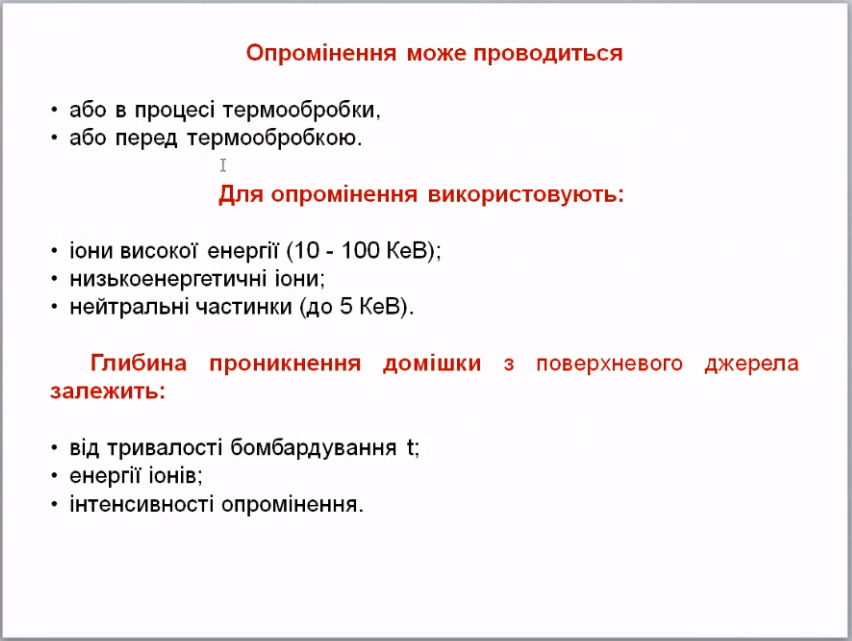 Опромінення може проводиться
• або в процесі термообробки,
• або перед термообробкою.
Для опромінення використовують:
• іони високої енергії (10 - 100 КеВ);
• низькоенергетичні іони;
• нейтральні частинки (до 5 КеВ).
Глибина проникнення домішки з поверхневого джерела
залежить:
• від тривалості бомбардування t;
• енергії іонів;
• інтенсивності опромінення.